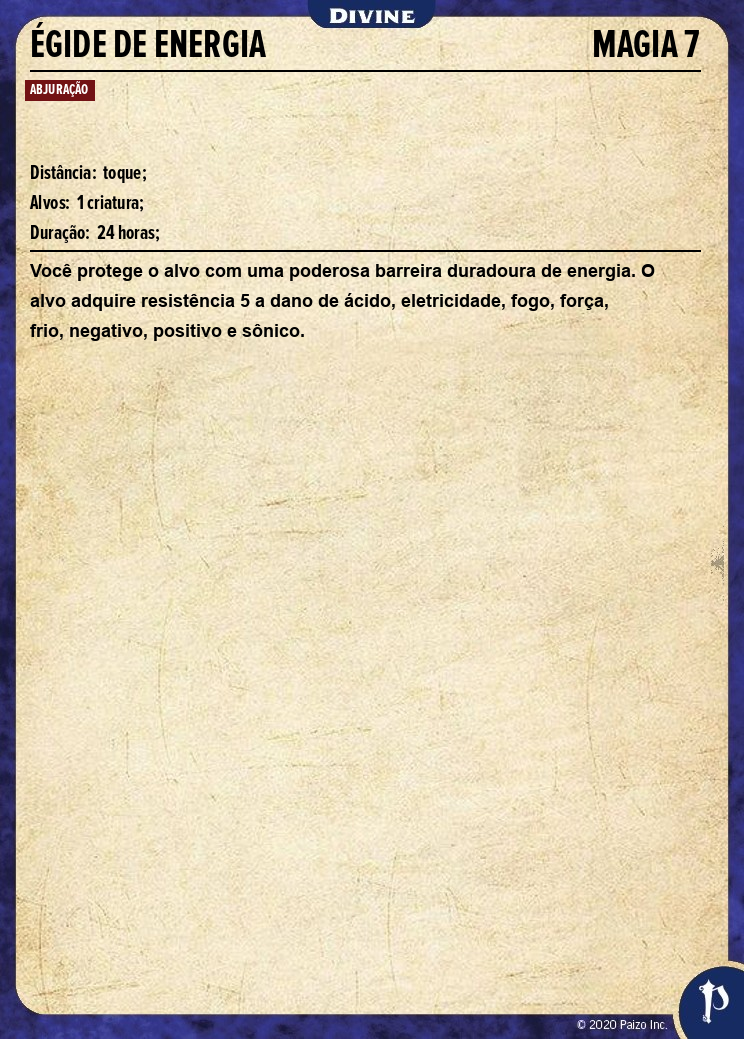 DIVINE
ÉGIDE DE ENERGIA MAGIA 7
ABJURAÇÃO
Distância: toque;
Alvos: 1 criatura;
Duração: 24 horas;
Você protege o alvo com uma poderosa barreira duradoura de energia. O
alvo adquire resistência 5 a dano de ácido, eletricidade, fogo, força,
frio, negativo, positivo e sônico.
© 2020 Paizo Inc.